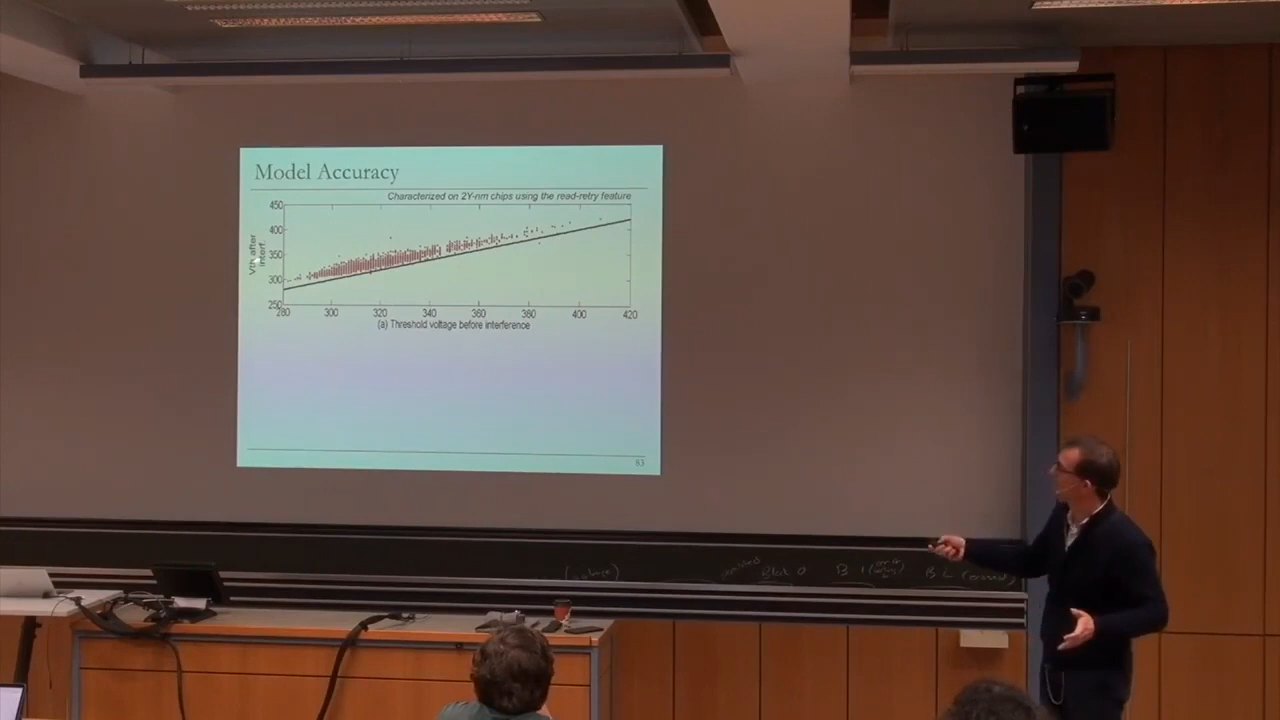 Model Accuracy
Characterized on 2Y-nm chips using the read-retry feature
450
400
350
300
250
Vth after
interf.
280 300 320 340 360 380 400 420
(a) Threshold voltage before interference
83